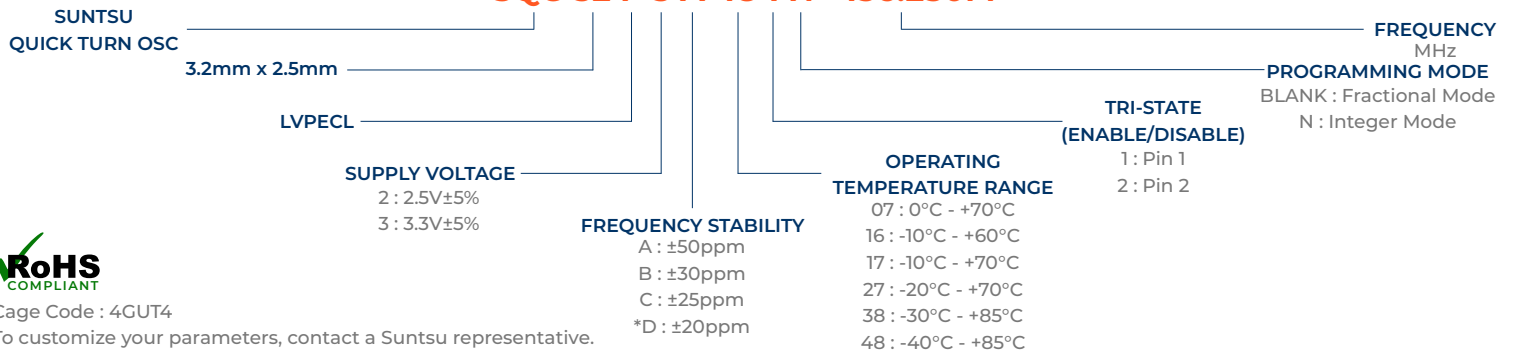 SUNTSU
QUICK TURN OSC
3.2mm x 2.5mm
LVPECL
SUPPLY VOLTAGE
2 : 2.5V±5%
3 : 3.3V±5%
FREQUENCY STABILITY
A : ±50ppm
B : ±30ppm
C : ±25ppm
*D : ±20ppm
OPERATING
TEMPERATURE RANGE
07 : 0°C - +70°C
16 : -10°C - +60°C
17 : -10°C - +70°C
27 : -20°C - +70°C
38 : -30°C - +85°C
48 : -40°C - +85°C
TRI-STATE
(ENABLE/DISABLE)
1 : Pin 1
2 : Pin 2
FREQUENCY
MHz
PROGRAMMING MODE
BLANK : Fractional Mode
N : Integer Mode
RoHS
COMPLIANT
Cage Code : 4GUT4
To customize your parameters, contact a Suntsu representative.